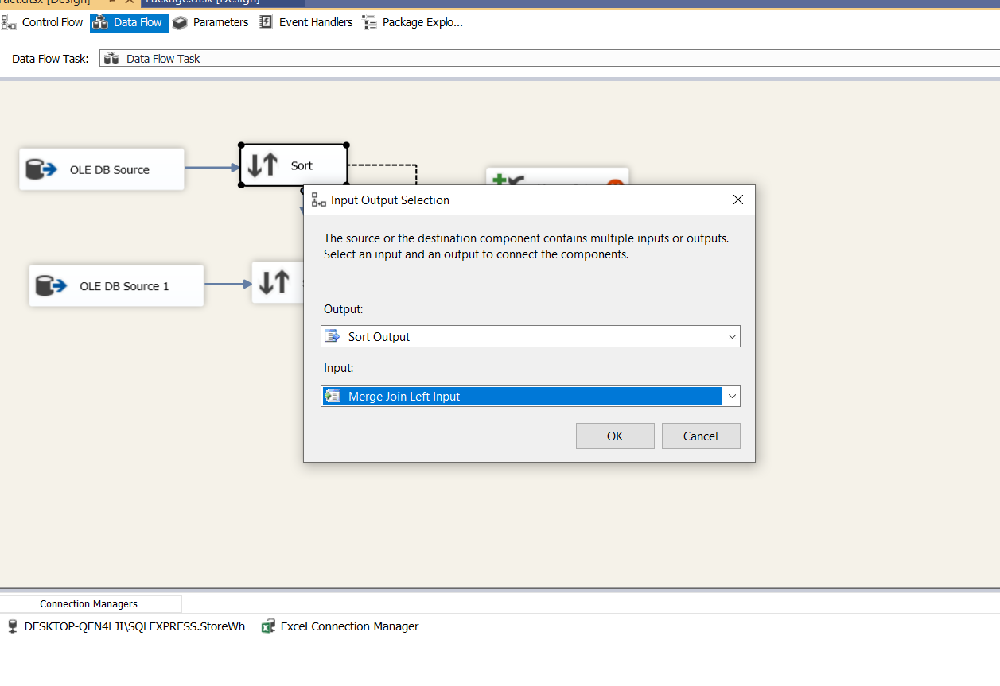 act.dtsx [Design] Package.dtsx [Design]
Control Flow Data Flow Parameters Event Handlers Package Explo...
Data Flow Task: Data Flow Task
OLE DB Source
Sort
Input Output Selection
The source or the destination component contains multiple inputs or outputs.
Select an input and an output to connect the components.
OLE DB Source 1
Output:
Sort Output
Input:
Merge Join Left Input
OK Cancel
Connection Managers
DESKTOP-QEN4LJI\SQLEXPRESS.StoreWh Excel Connection Manager